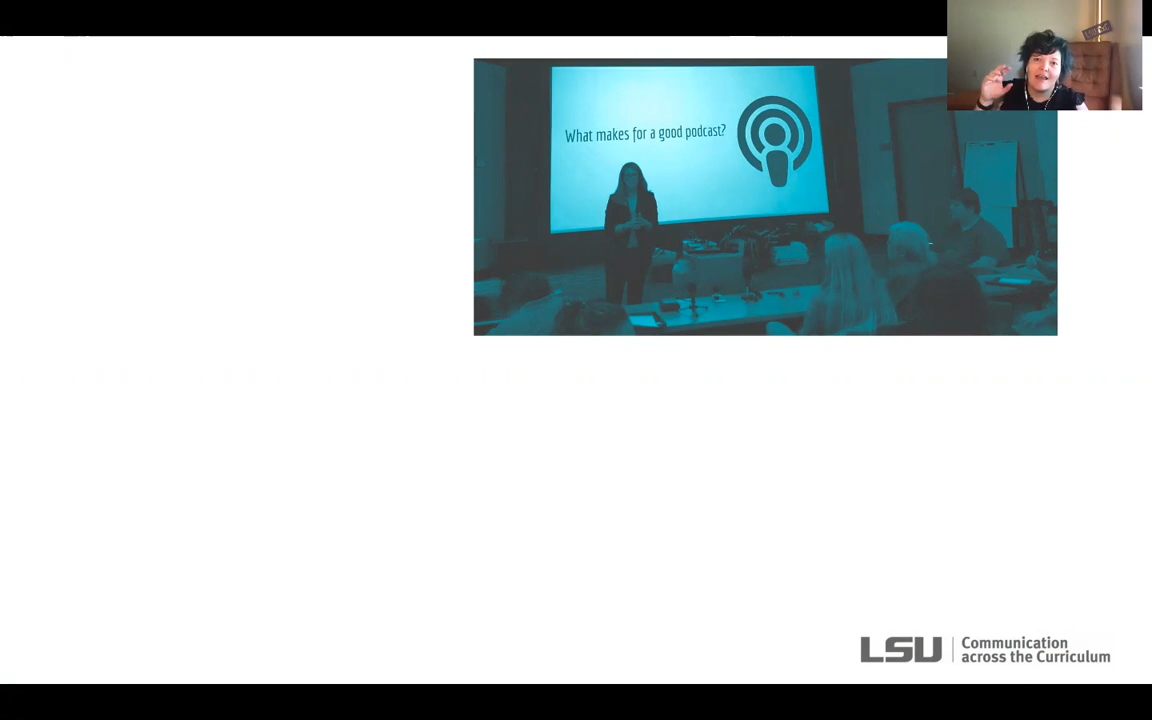 What makes for a good podcast?
LSU
Communication
across the Curriculum